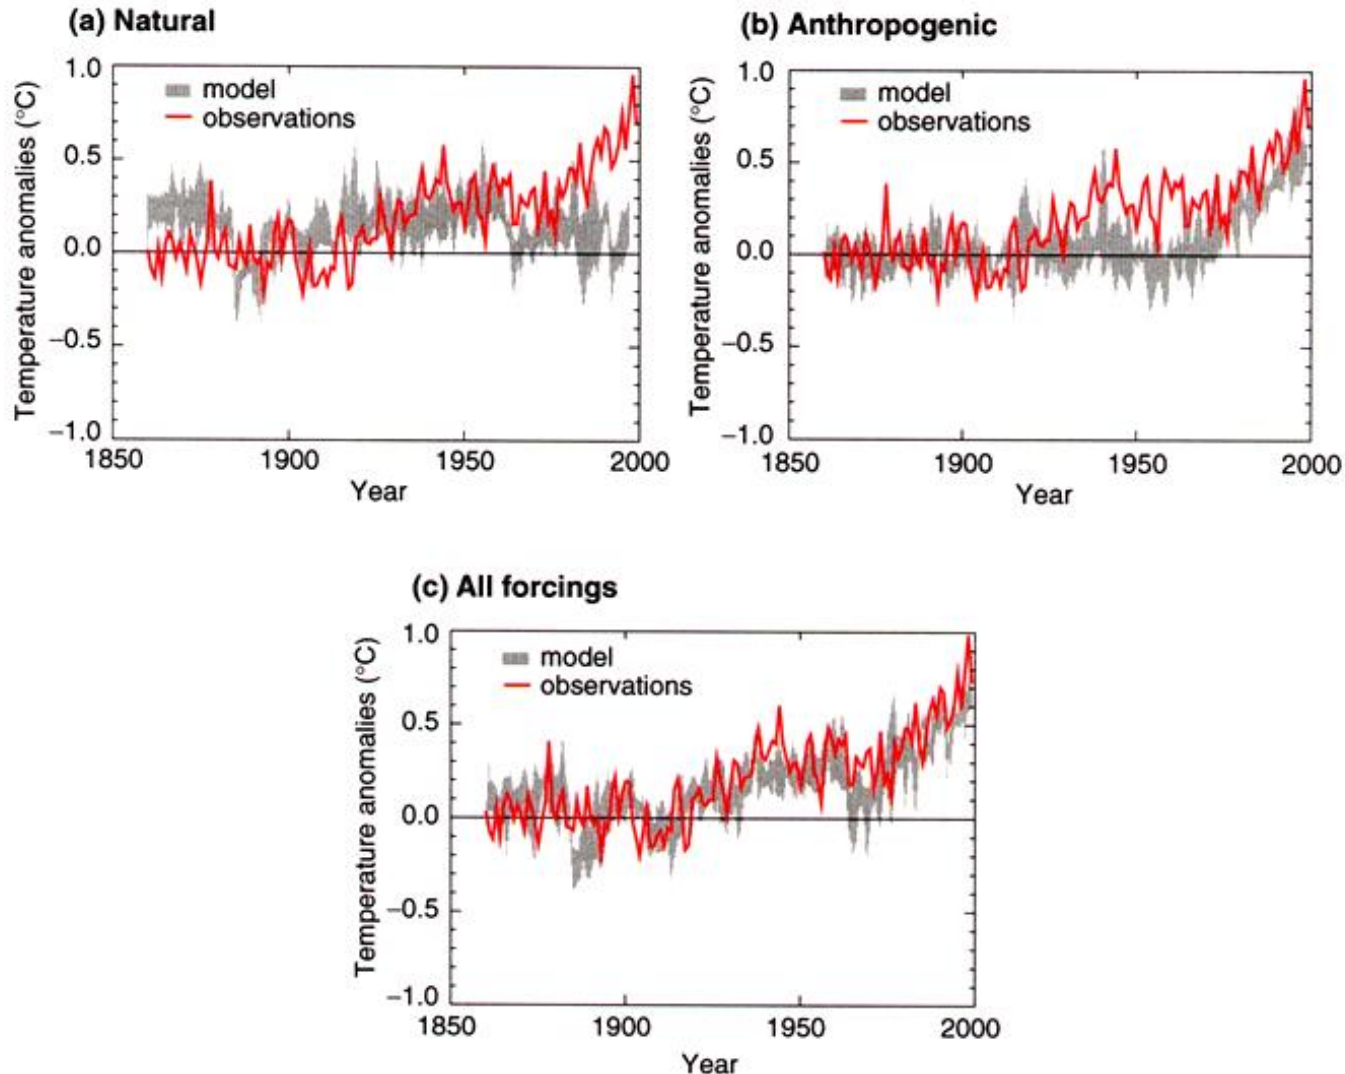 (a) Natural
1.0
0.5
0.0
−0.5
−1.0
Temperature anomalies (°C)
model
observations
1850
1900
1950
2000
Year
(b) Anthropogenic
1.0
0.5
0.0
−0.5
−1.0
Temperature anomalies (°C)
model
observations
1850
1900
1950
2000
Year
(c) All forcings
1.0
0.5
0.0
−0.5
−1.0
Temperature anomalies (°C)
model
observations
1850
1900
1950
2000
Year